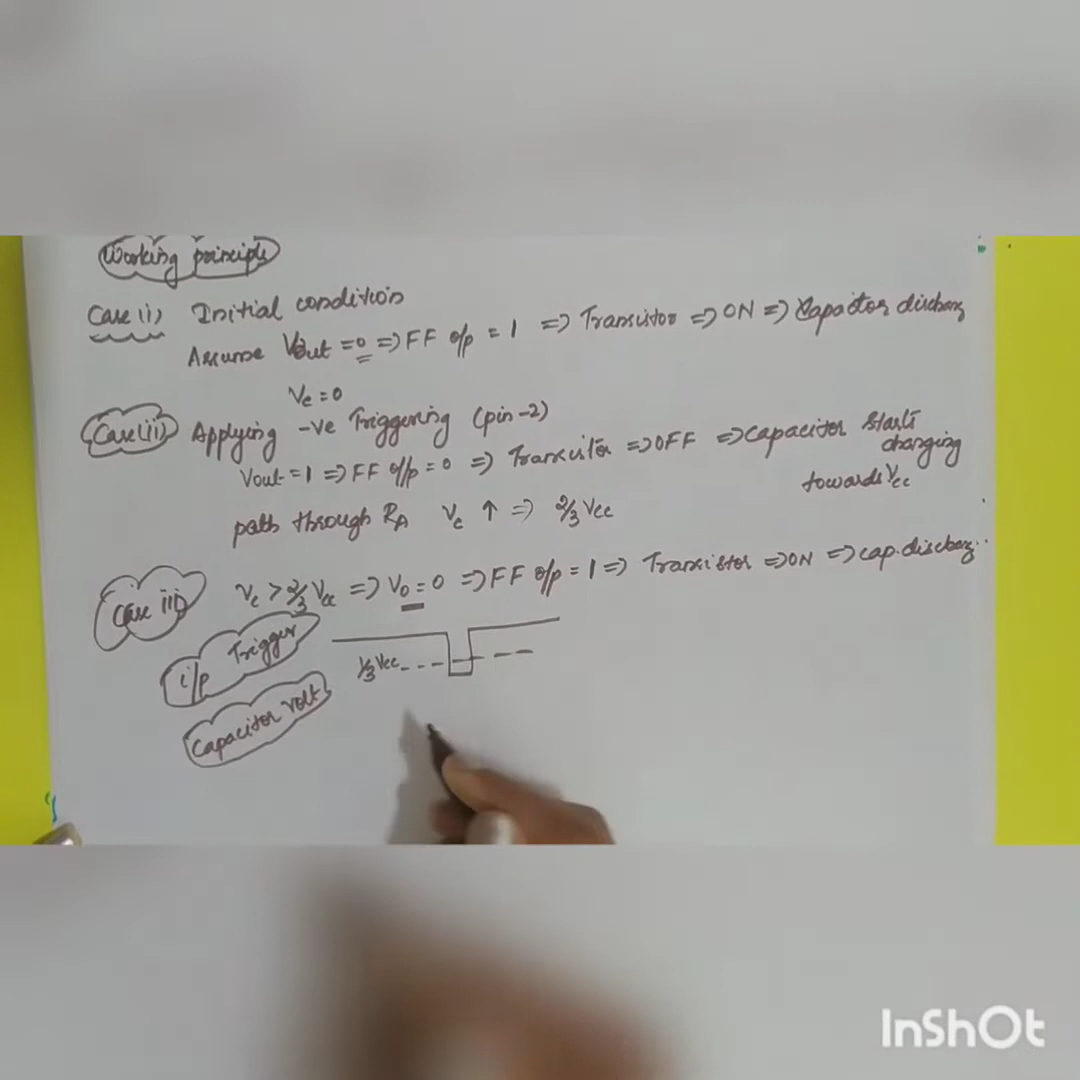 Working principle
Case (i) Initial condition
Assume Vout = 0 => FF o/p = 1 => Transistor => ON => Capacitor discharg
Vc = 0
Case (ii) Applying -ve Triggering (pin-2)
Vout = 1 => FF o/p = 0 => Transistor => OFF => capacitor starts charging towards Vcc
path through RA Vc ↑ => 2/3 Vcc
Case iii) Vc > 2/3 Vcc => Vo = 0 => FF o/p = 1 => Transistor => ON => cap. discharg..
i/p Trigger
1/3 Vcc
Capacitor volt
InShOt